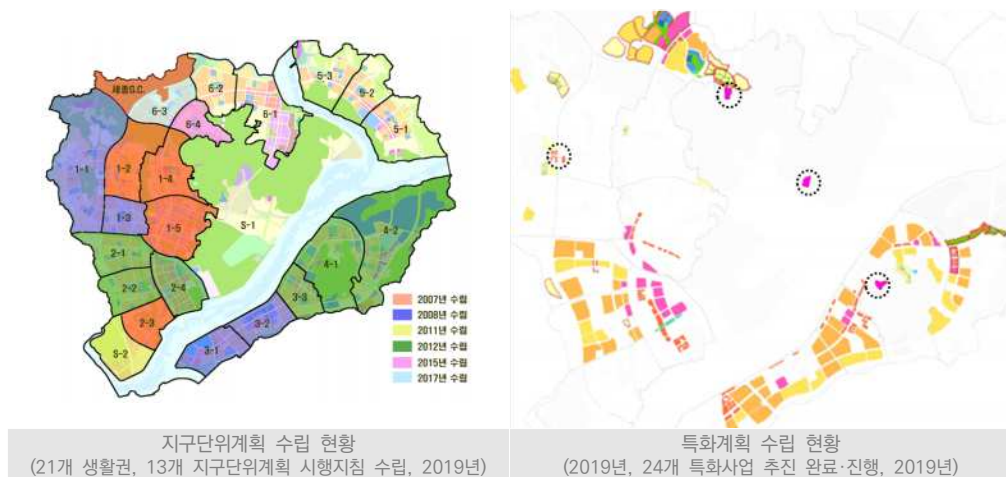 세종G.C.
6-3
6-2
6-4
6-1
5-3
5-2
5-1
1-1
1-2
1-4
1-3
1-5
S-1
2-1
2-2
2-4
2-3
S-2
3-1
3-2
3-3
4-1
4-2
2007년 수립
2008년 수립
2011년 수립
2012년 수립
2015년 수립
2017년 수립
지구단위계획 수립 현황
(21개 생활권, 13개 지구단위계획 시행지침 수립, 2019년)
특화계획 수립 현황
(2019년, 24개 특화사업 추진 완료·진행, 2019년)